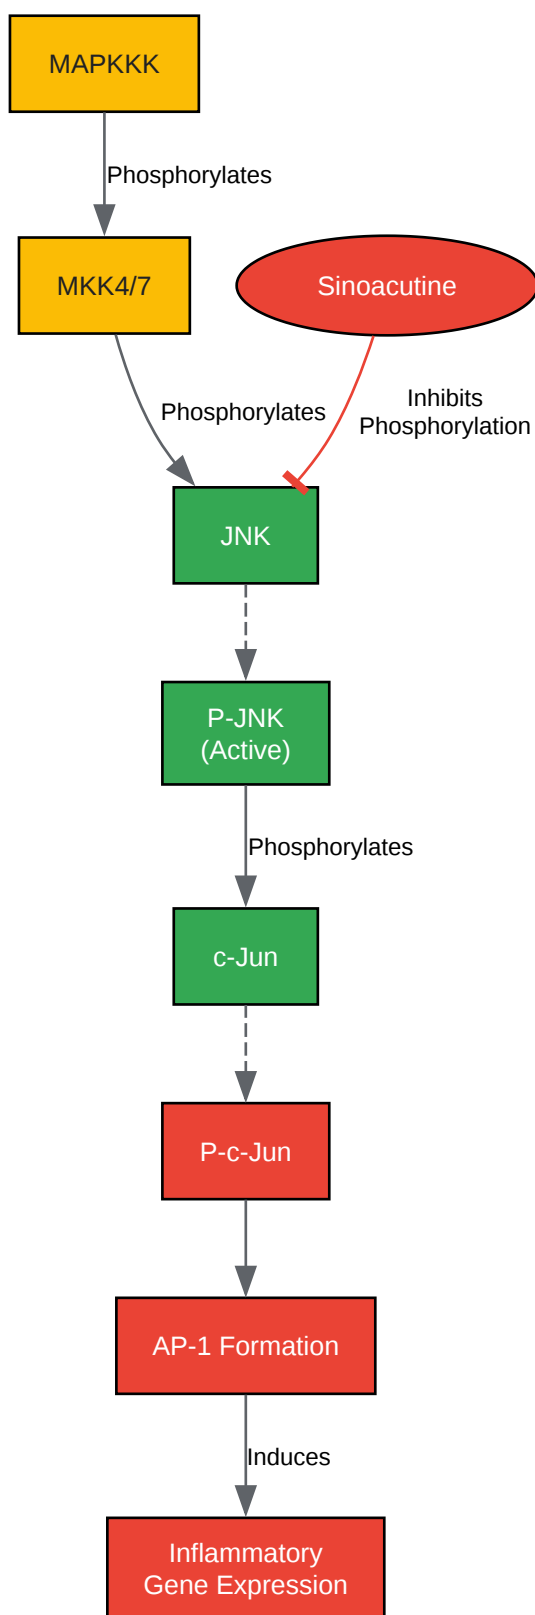 MAPKKK
Phosphorylates
MKK4/7
Sinoacutine
Phosphorylates
Inhibits
Phosphorylation
JNK
P-JNK
(Active)
Phosphorylates
c-Jun
P-c-Jun
AP-1 Formation
Induces
Inflammatory
Gene Expression